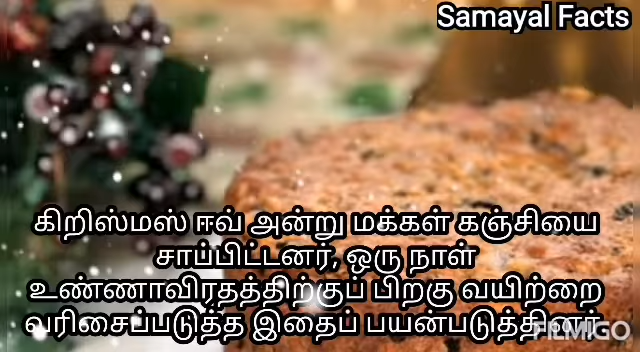 Samayal Facts
கிறிஸ்மஸ் ஈவ் அன்று மக்கள் கஞ்சியை
சாப்பிட்டனர், ஒரு நாள்
உண்ணாவிரதத்திற்குப் பிறகு வயிற்றை
வரிசைப்படுத்த இதைப் பயன்படுத்தினர்
FILMIGO